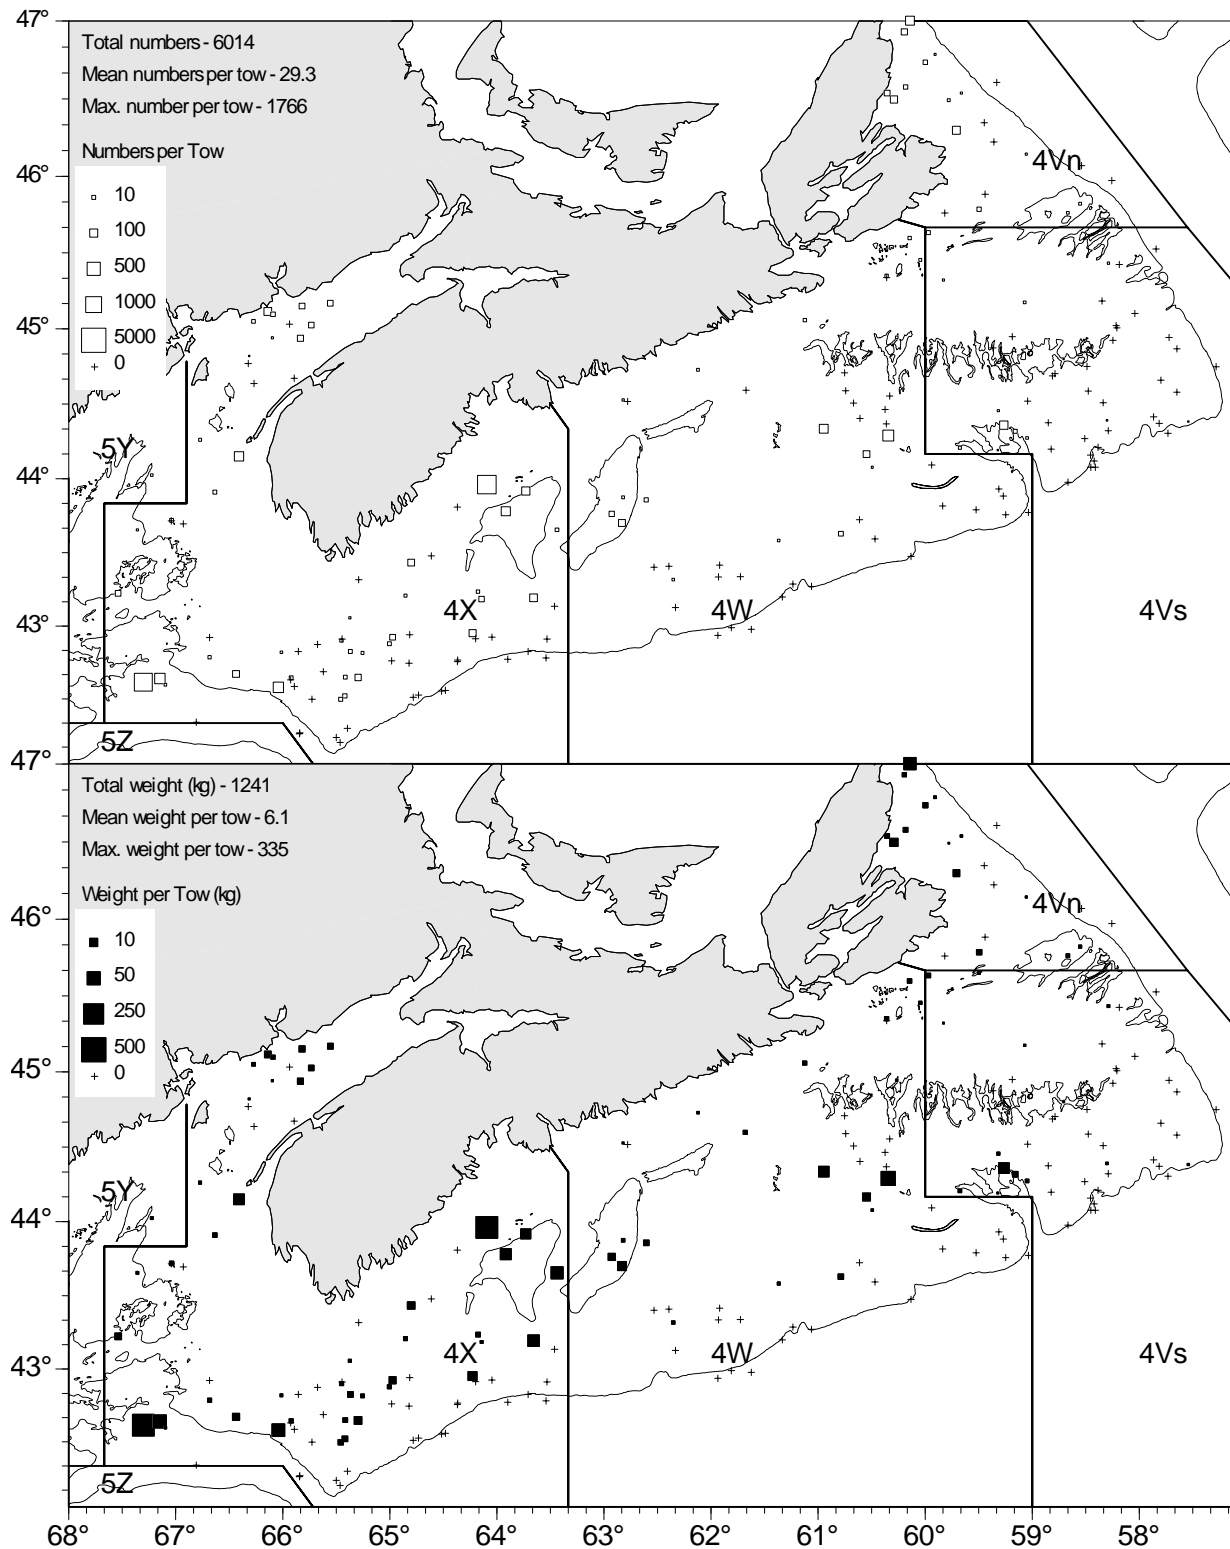 47°
Total numbers - 6014
Mean numbers per tow - 29.3
Max. number per tow - 1766
Numbers per Tow
10
100
500
1000
5000
0
46°
45°
44°
43°
4Vn
5Y
4X
4W
4Vs
5Z
47°
Total weight (kg) - 1241
Mean weight per tow - 6.1
Max. weight per tow - 335
Weight per Tow (kg)
10
50
250
500
0
46°
45°
44°
43°
4Vn
5Y
4X
4W
4Vs
5Z
68° 67° 66° 65° 64° 63° 62° 61° 60° 59° 58°